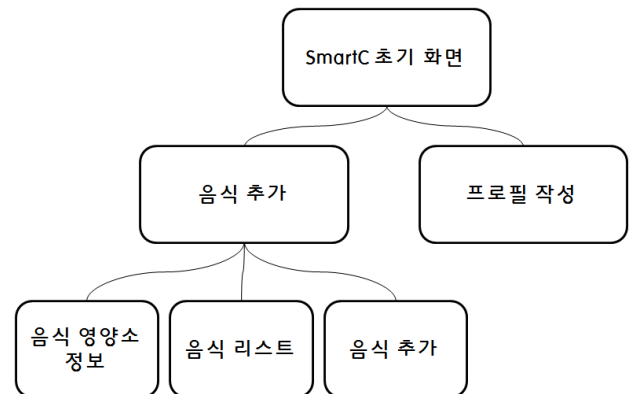 SmartC 초기 화면
음식 추가
프로필 작성
음식 영양소
정보
음식 리스트
음식 추가